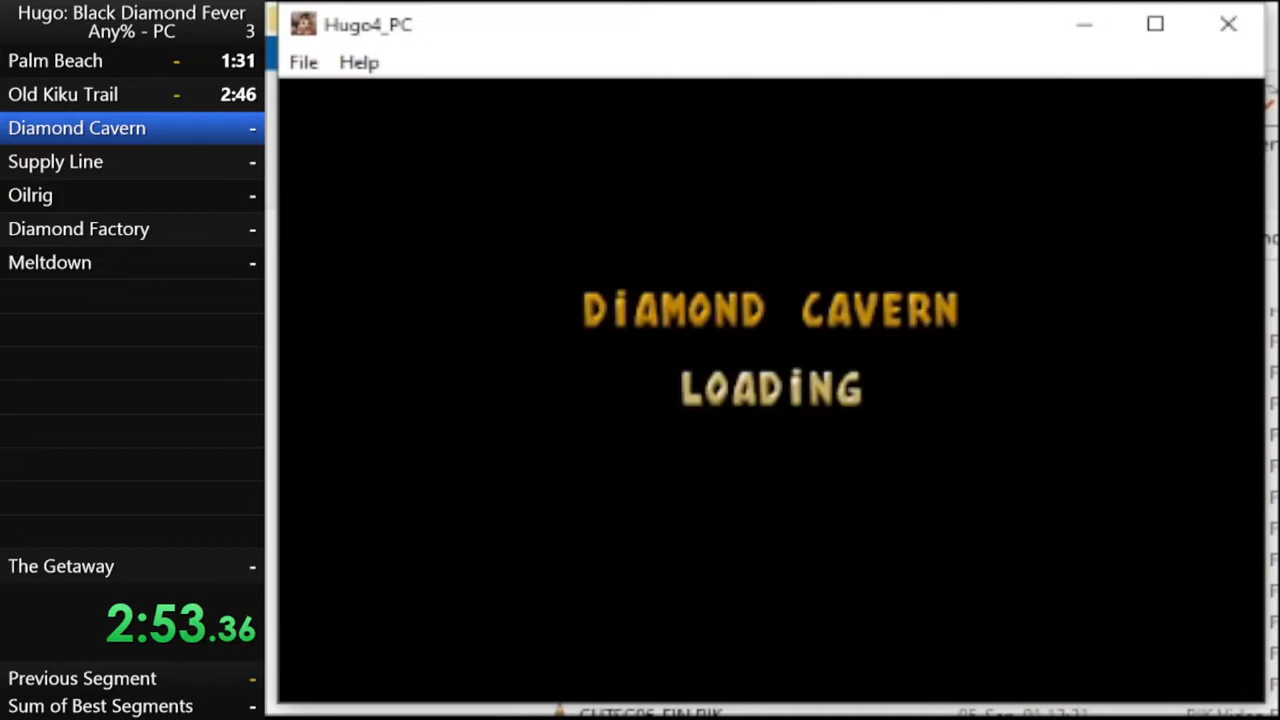 Hugo: Black Diamond Fever
Any% - PC 3
Palm Beach - 1:31
Old Kiku Trail - 2:46
Diamond Cavern -
Supply Line -
Oilrig -
Diamond Factory -
Meltdown -
The Getaway -
2:53.36
Previous Segment -
Sum of Best Segments -
Hugo4_PC
File Help
DiAMOND CAVERN
LOADiNG